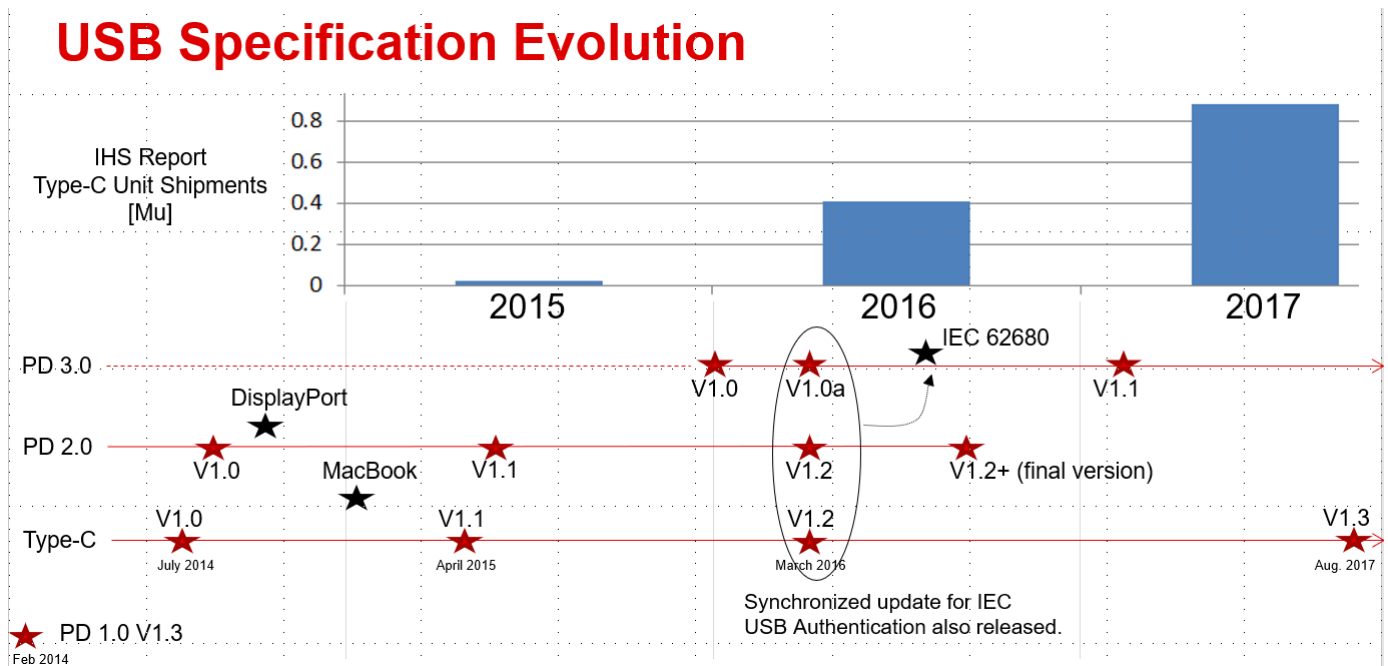 USB Specification Evolution
IHS Report
Type-C Unit Shipments
[Mu]
0.8
0.6
0.4
0.2
0
2015
2016
2017
PD 3.0
V1.0
V1.0a
IEC 62680
V1.1
DisplayPort
PD 2.0
V1.0
V1.1
V1.2
V1.2+ (final version)
MacBook
Type-C
V1.0
July 2014
V1.1
April 2015
V1.2
March 2016
V1.3
Aug. 2017
Synchronized update for IEC
USB Authentication also released.
PD 1.0 V1.3
Feb 2014